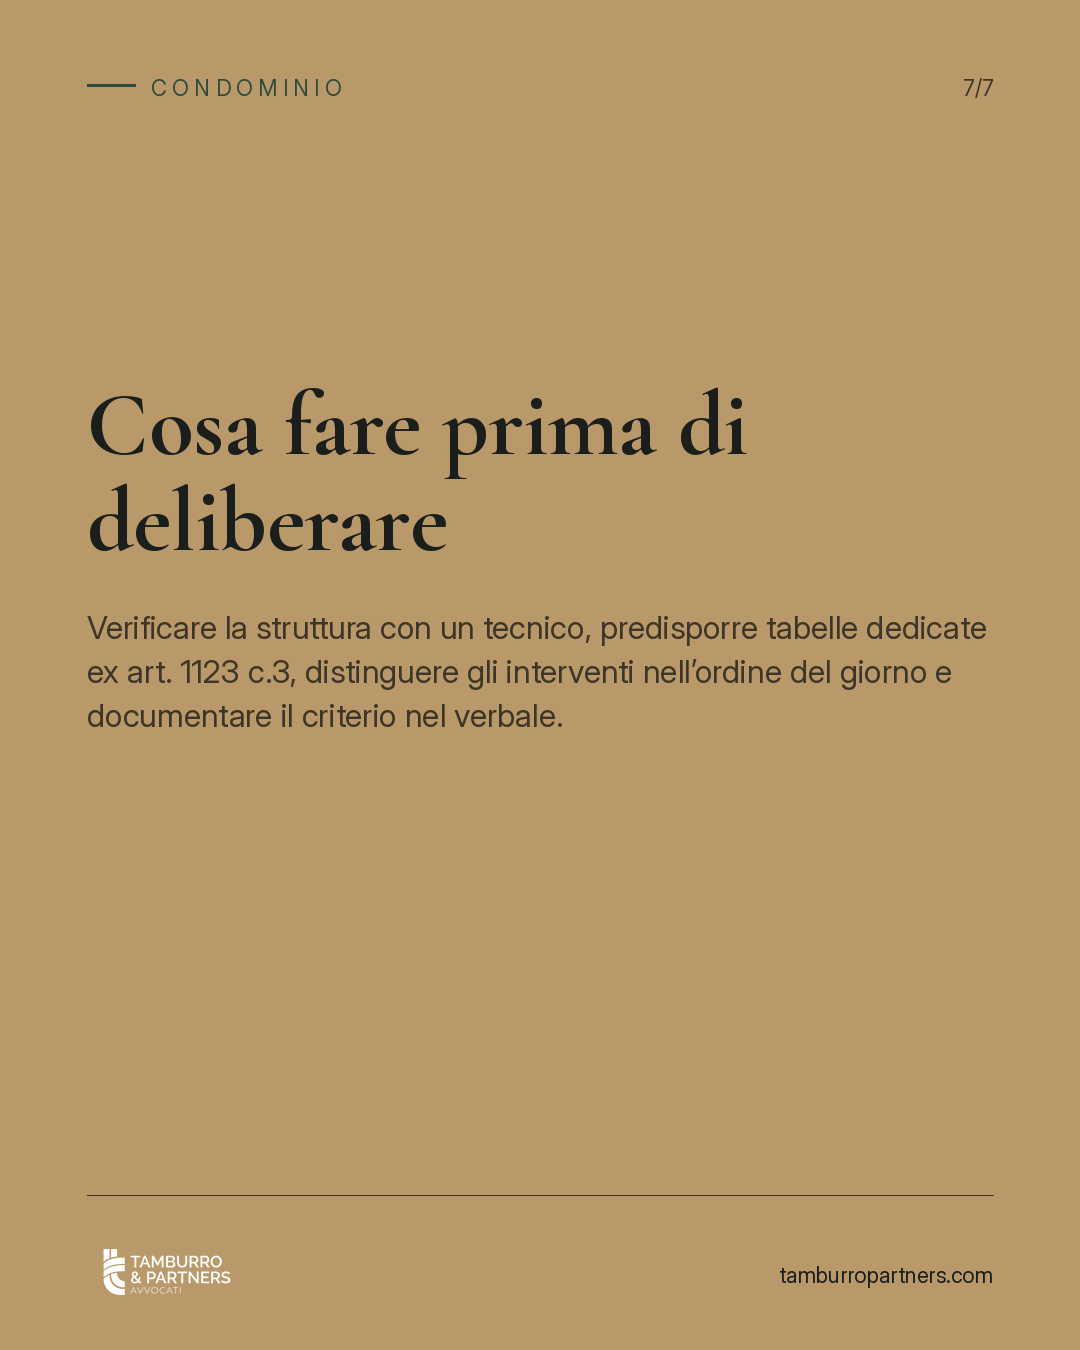 CONDOMINIO
7/7
Cosa fare prima di
deliberare
Verificare la struttura con un tecnico, predisporre tabelle dedicate
ex art. 1123 c.3, distinguere gli interventi nell’ordine del giorno e
documentare il criterio nel verbale.
TAMBURRO
& PARTNERS
AVVOCATI
tamburropartners.com